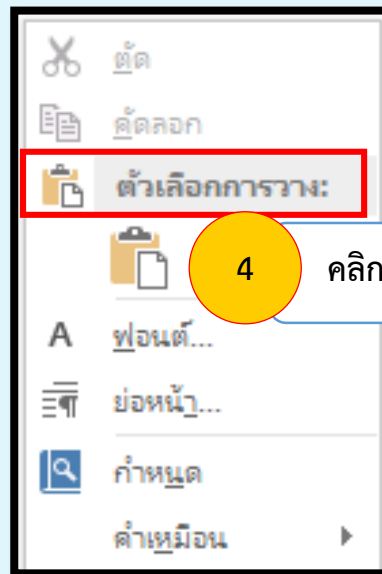 ตัด
คัดลอก
ตัวเลือกการวาง:
4 คลิก
A ฟอนต์...
ย่อหน้า...
กำหนด
คำเหมือน